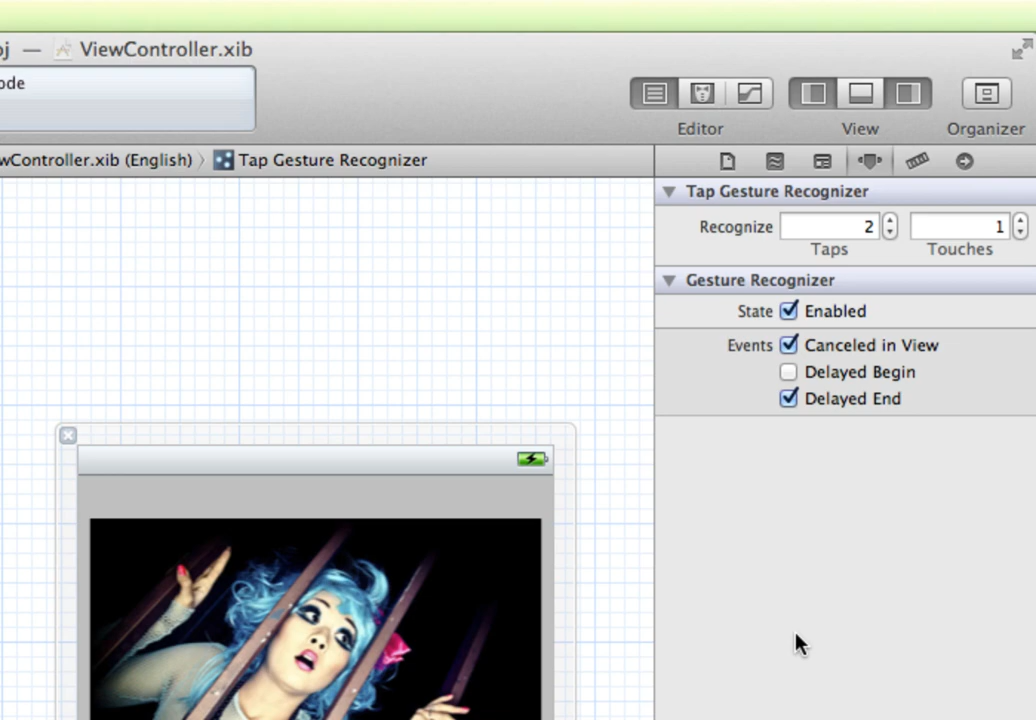 oj — ViewController.xib
ode
Editor View Organizer
wController.xib (English) 〉 Tap Gesture Recognizer
Tap Gesture Recognizer
Recognize 2 1
Taps Touches
Gesture Recognizer
State Enabled
Events Canceled in View
Delayed Begin
Delayed End